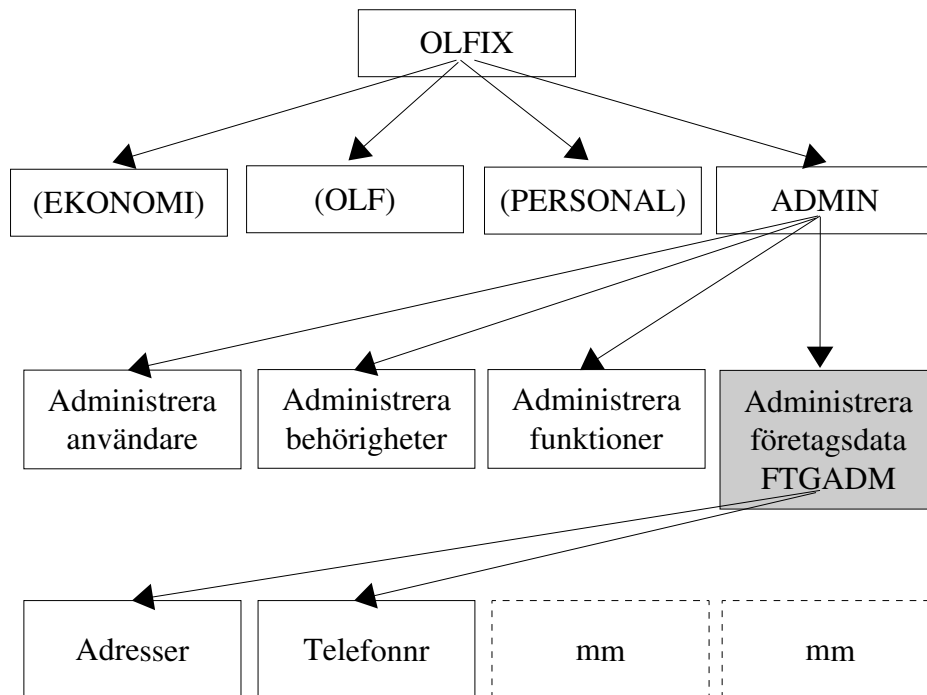 OLFIX
(EKONOMI)
(OLF)
(PERSONAL)
ADMIN
Administrera
användare
Administrera
behörigheter
Administrera
funktioner
Administrera
företagsdata
FTGADM
Adresser
Telefonnr
mm
mm